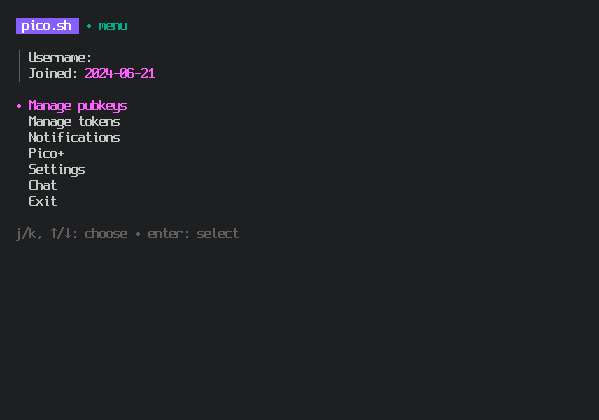 pico.sh • menu
Username:
Joined: 2024-06-21
• Manage pubkeys
Manage tokens
Notifications
Pico+
Settings
Chat
Exit
j/k, ↑/↓: choose • enter: select